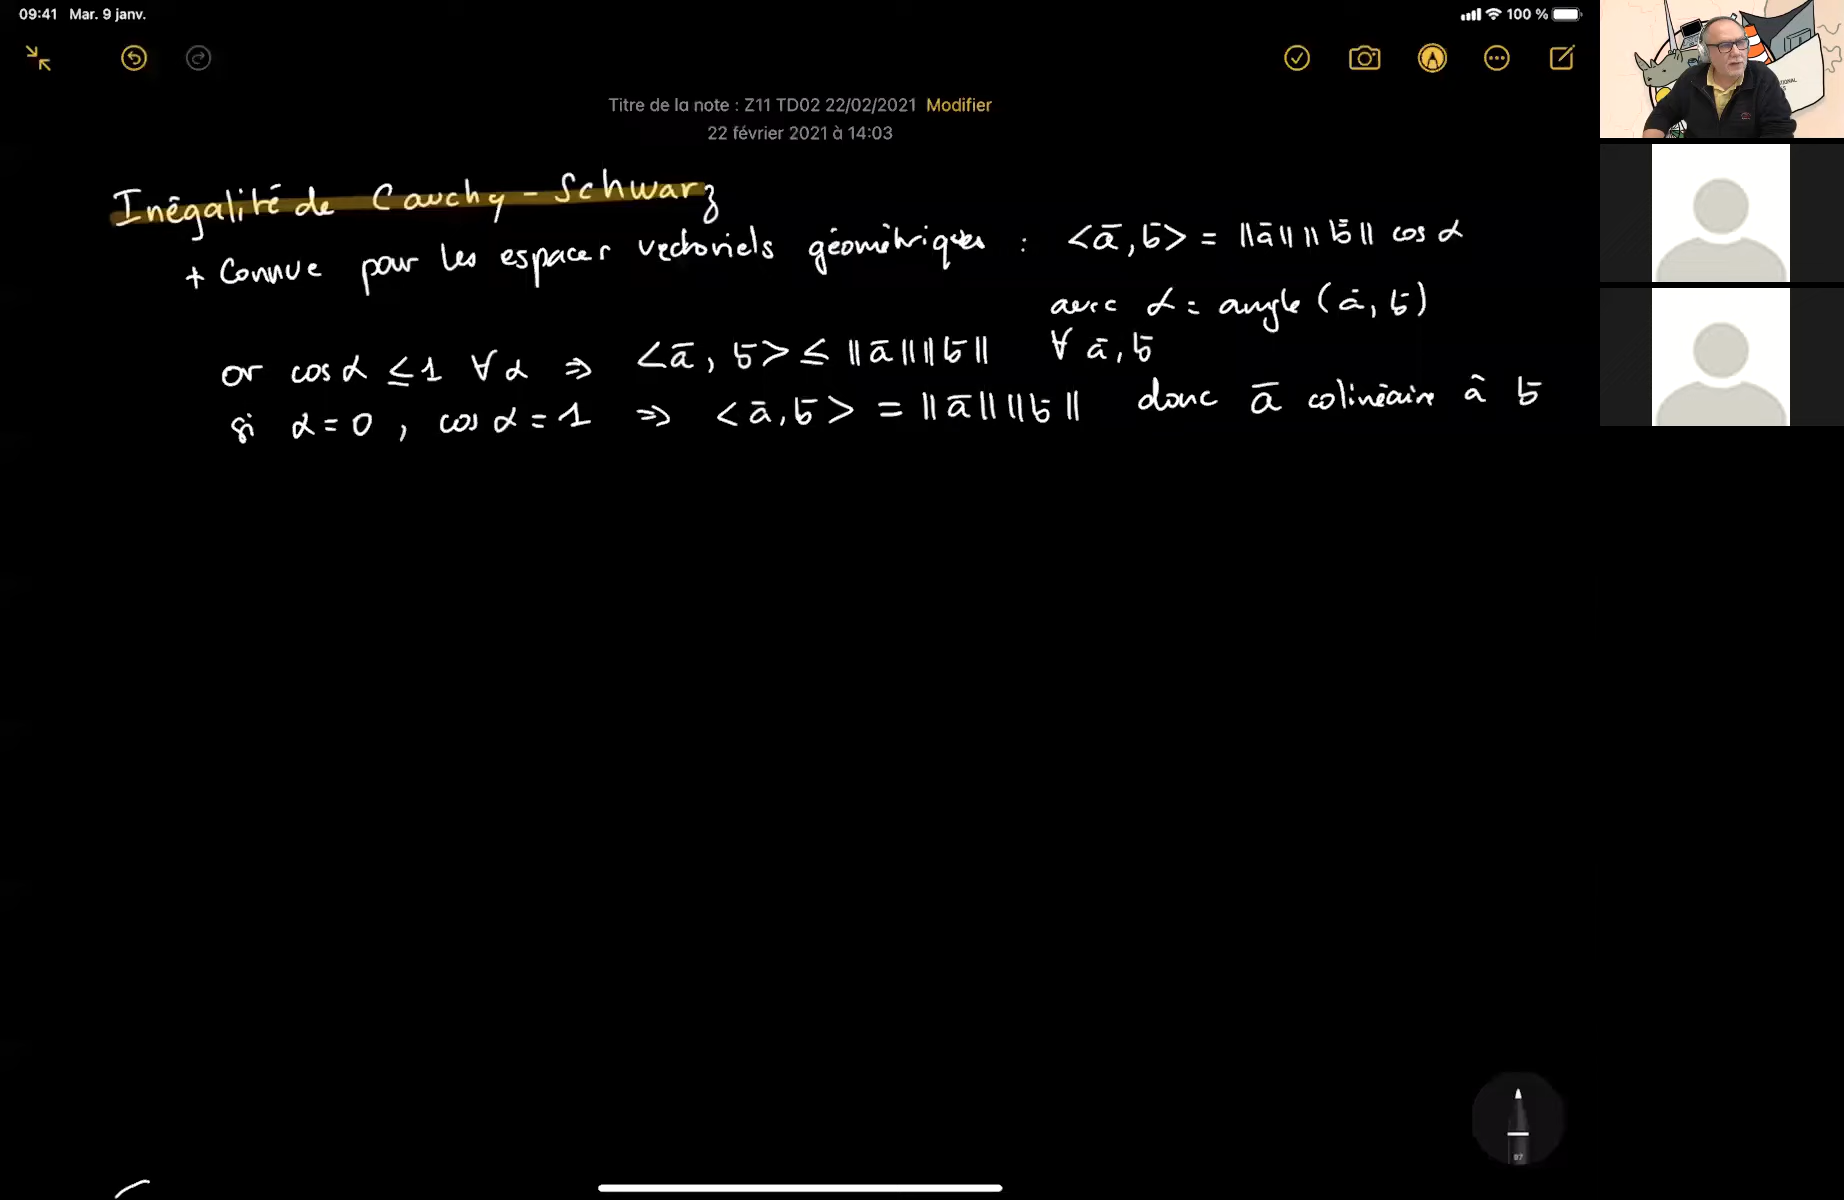 09:41 Mar. 9 janv.
100 %
Titre de la note : Z11 TD02 22/02/2021 Modifier
22 février 2021 à 14:03
Inégalité de Cauchy-Schwarz
+ Connue pour les espaces vectoriels géométriques : <ā, b̄> = ||ā|| || b̄|| cos α
avec α = angle (ā, b̄)
or cos α ≤ 1 ∀ α ⇒ <ā, b̄> ≤ ||ā|| ||b̄|| ∀ ā, b̄
si α = 0, cos α = 1 ⇒ <ā, b̄> = ||ā|| ||b̄|| donc ā colinéaire à b̄
97